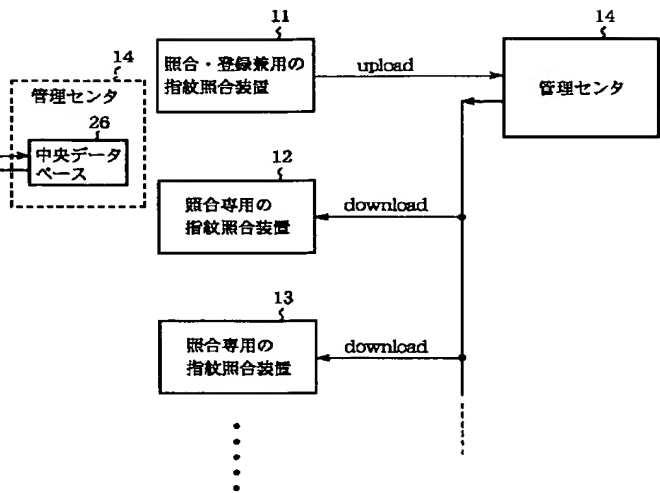 14
管理センタ
26
中央データ
ベース
11
照合・登録兼用の
指紋照合装置
upload
14
管理センタ
12
照合専用の
指紋照合装置
download
13
照合専用の
指紋照合装置
download